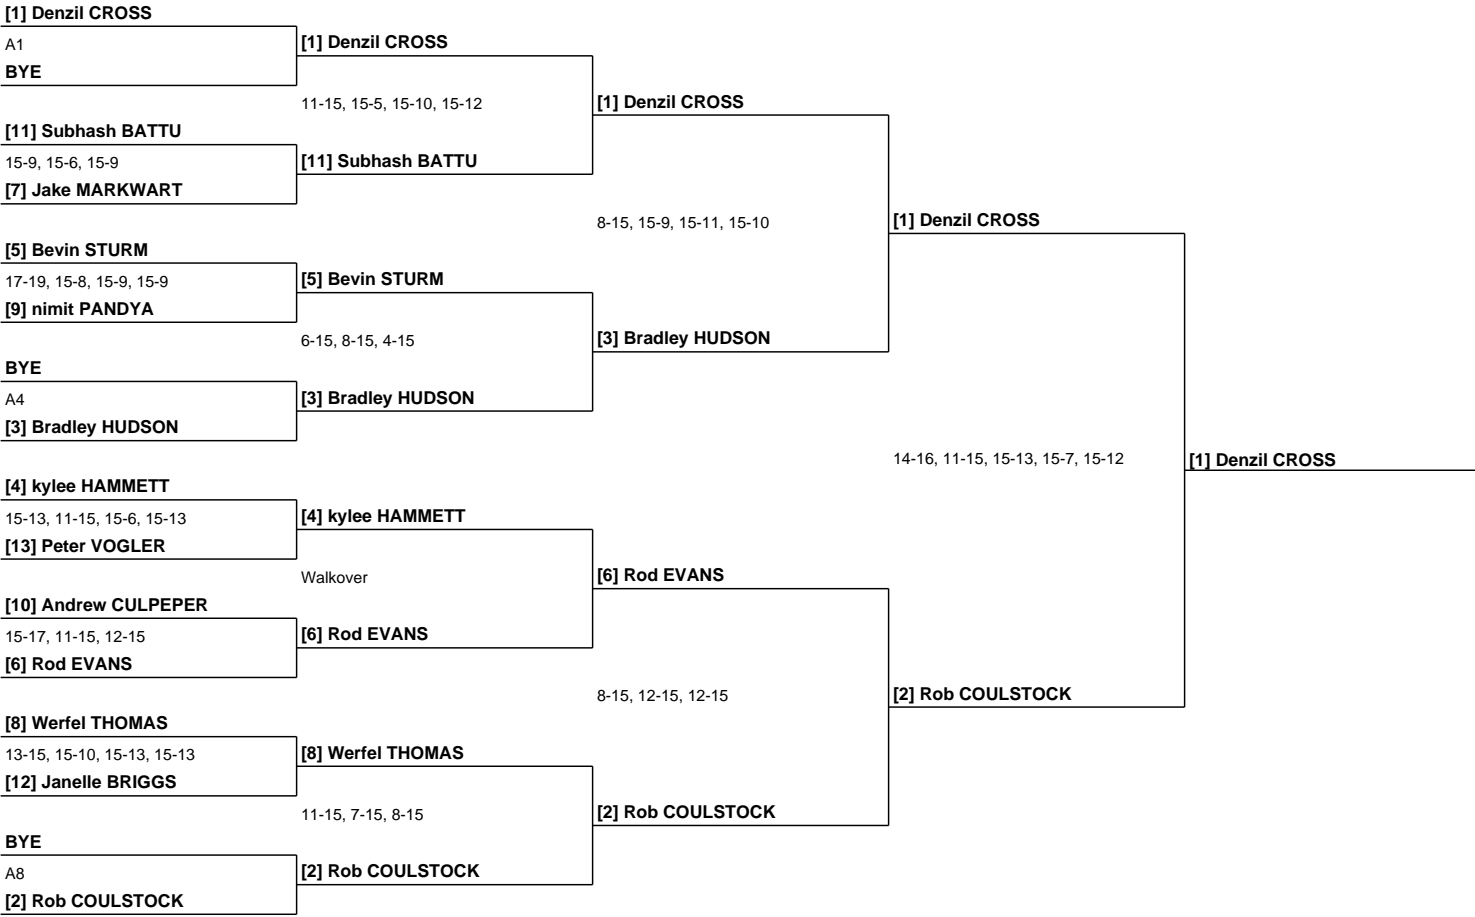 [1] Denzil CROSS
A1
BYE
[11] Subhash BATTU
15-9, 15-6, 15-9
[7] Jake MARKWART
[5] Bevin STURM
17-19, 15-8, 15-9, 15-9
[9] nimit PANDYA
BYE
A4
[3] Bradley HUDSON
[4] kylee HAMMETT
15-13, 11-15, 15-6, 15-13
[13] Peter VOGLER
[10] Andrew CULPEPER
15-17, 11-15, 12-15
[6] Rod EVANS
[8] Werfel THOMAS
13-15, 15-10, 15-13, 15-13
[12] Janelle BRIGGS
BYE
A8
[2] Rob COULSTOCK
[1] Denzil CROSS
11-15, 15-5, 15-10, 15-12
[11] Subhash BATTU
[5] Bevin STURM
6-15, 8-15, 4-15
[3] Bradley HUDSON
[4] kylee HAMMETT
Walkover
[6] Rod EVANS
[8] Werfel THOMAS
11-15, 7-15, 8-15
[2] Rob COULSTOCK
[1] Denzil CROSS
8-15, 15-9, 15-11, 15-10
[3] Bradley HUDSON
[6] Rod EVANS
8-15, 12-15, 12-15
[2] Rob COULSTOCK
[1] Denzil CROSS
14-16, 11-15, 15-13, 15-7, 15-12
[2] Rob COULSTOCK
[1] Denzil CROSS